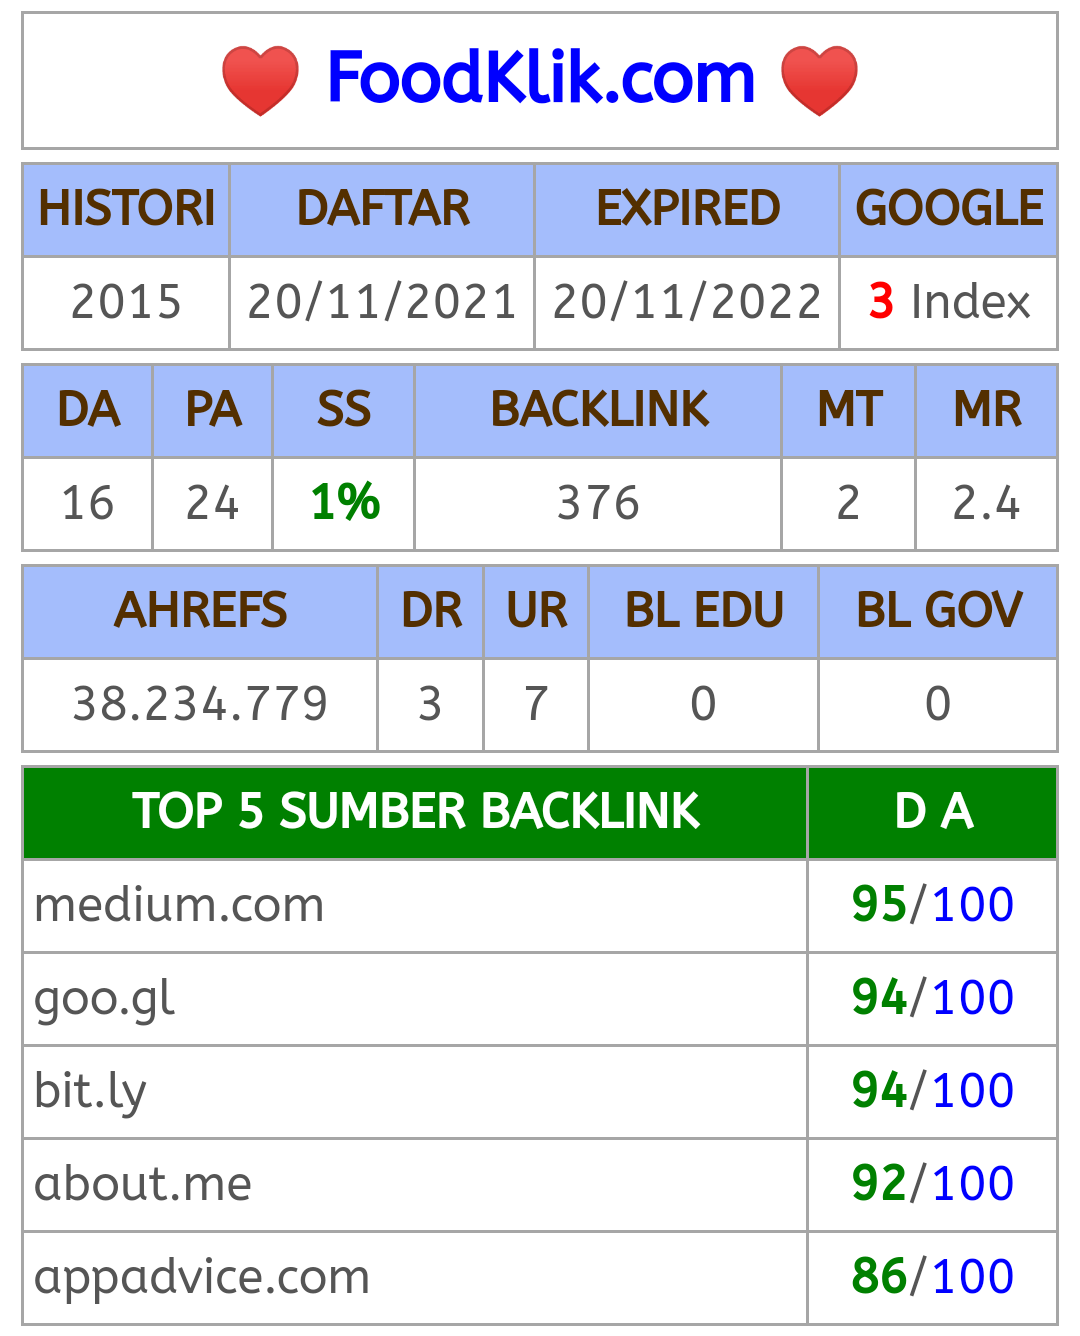 FoodKlik.com
HISTORI DAFTAR EXPIRED GOOGLE
2015 20/11/2021 20/11/2022 3 Index
DA PA SS BACKLINK MT MR
16 24 1% 376 2 2.4
AHREFS DR UR BL EDU BL GOV
38.234.779 3 7 0 0
TOP 5 SUMBER BACKLINK D A
medium.com 95/100
goo.gl 94/100
bit.ly 94/100
about.me 92/100
appadvice.com 86/100